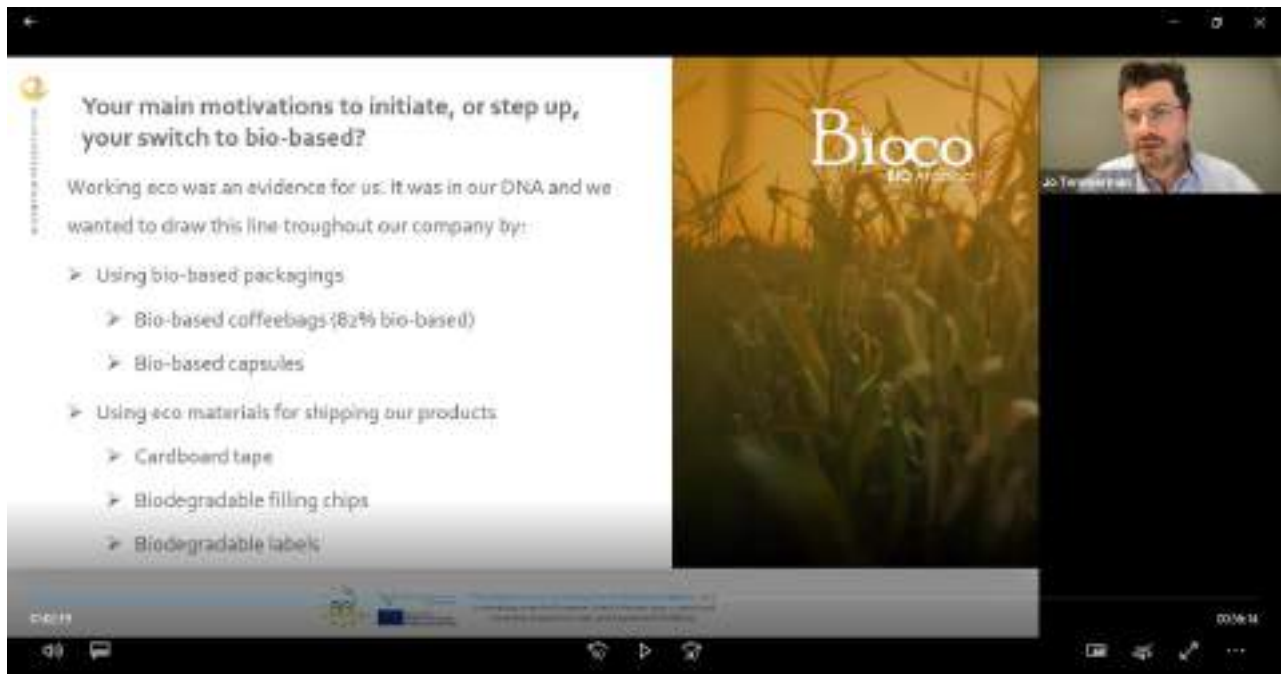 Your main motivations to initiate, or step up,
your switch to bio-based?
Working eco was an evidence for us. It was in our DNA and we
wanted to draw this line troughout our company by:
➢ Using bio-based packagings
➢ Bio-based coffeebags (82% bio-based)
➢ Bio-based capsules
➢ Using eco materials for shipping our products
➢ Cardboard tape
➢ Biodegradable filling chips
➢ Biodegradable labels
Bioco
BIO
Jo Timmerman